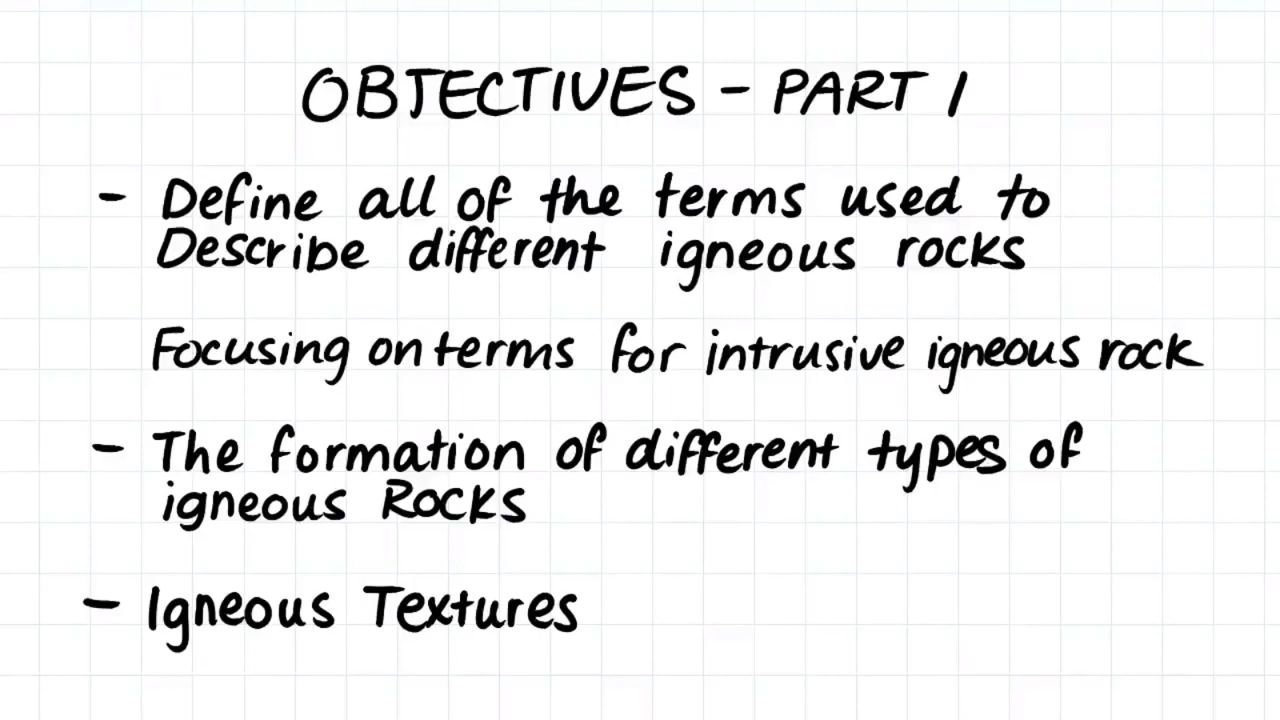 OBJECTIVES - PART 1
- Define all of the terms used to
Describe different igneous rocks
Focusing on terms for intrusive igneous rock
- The formation of different types of
igneous Rocks
- Igneous Textures